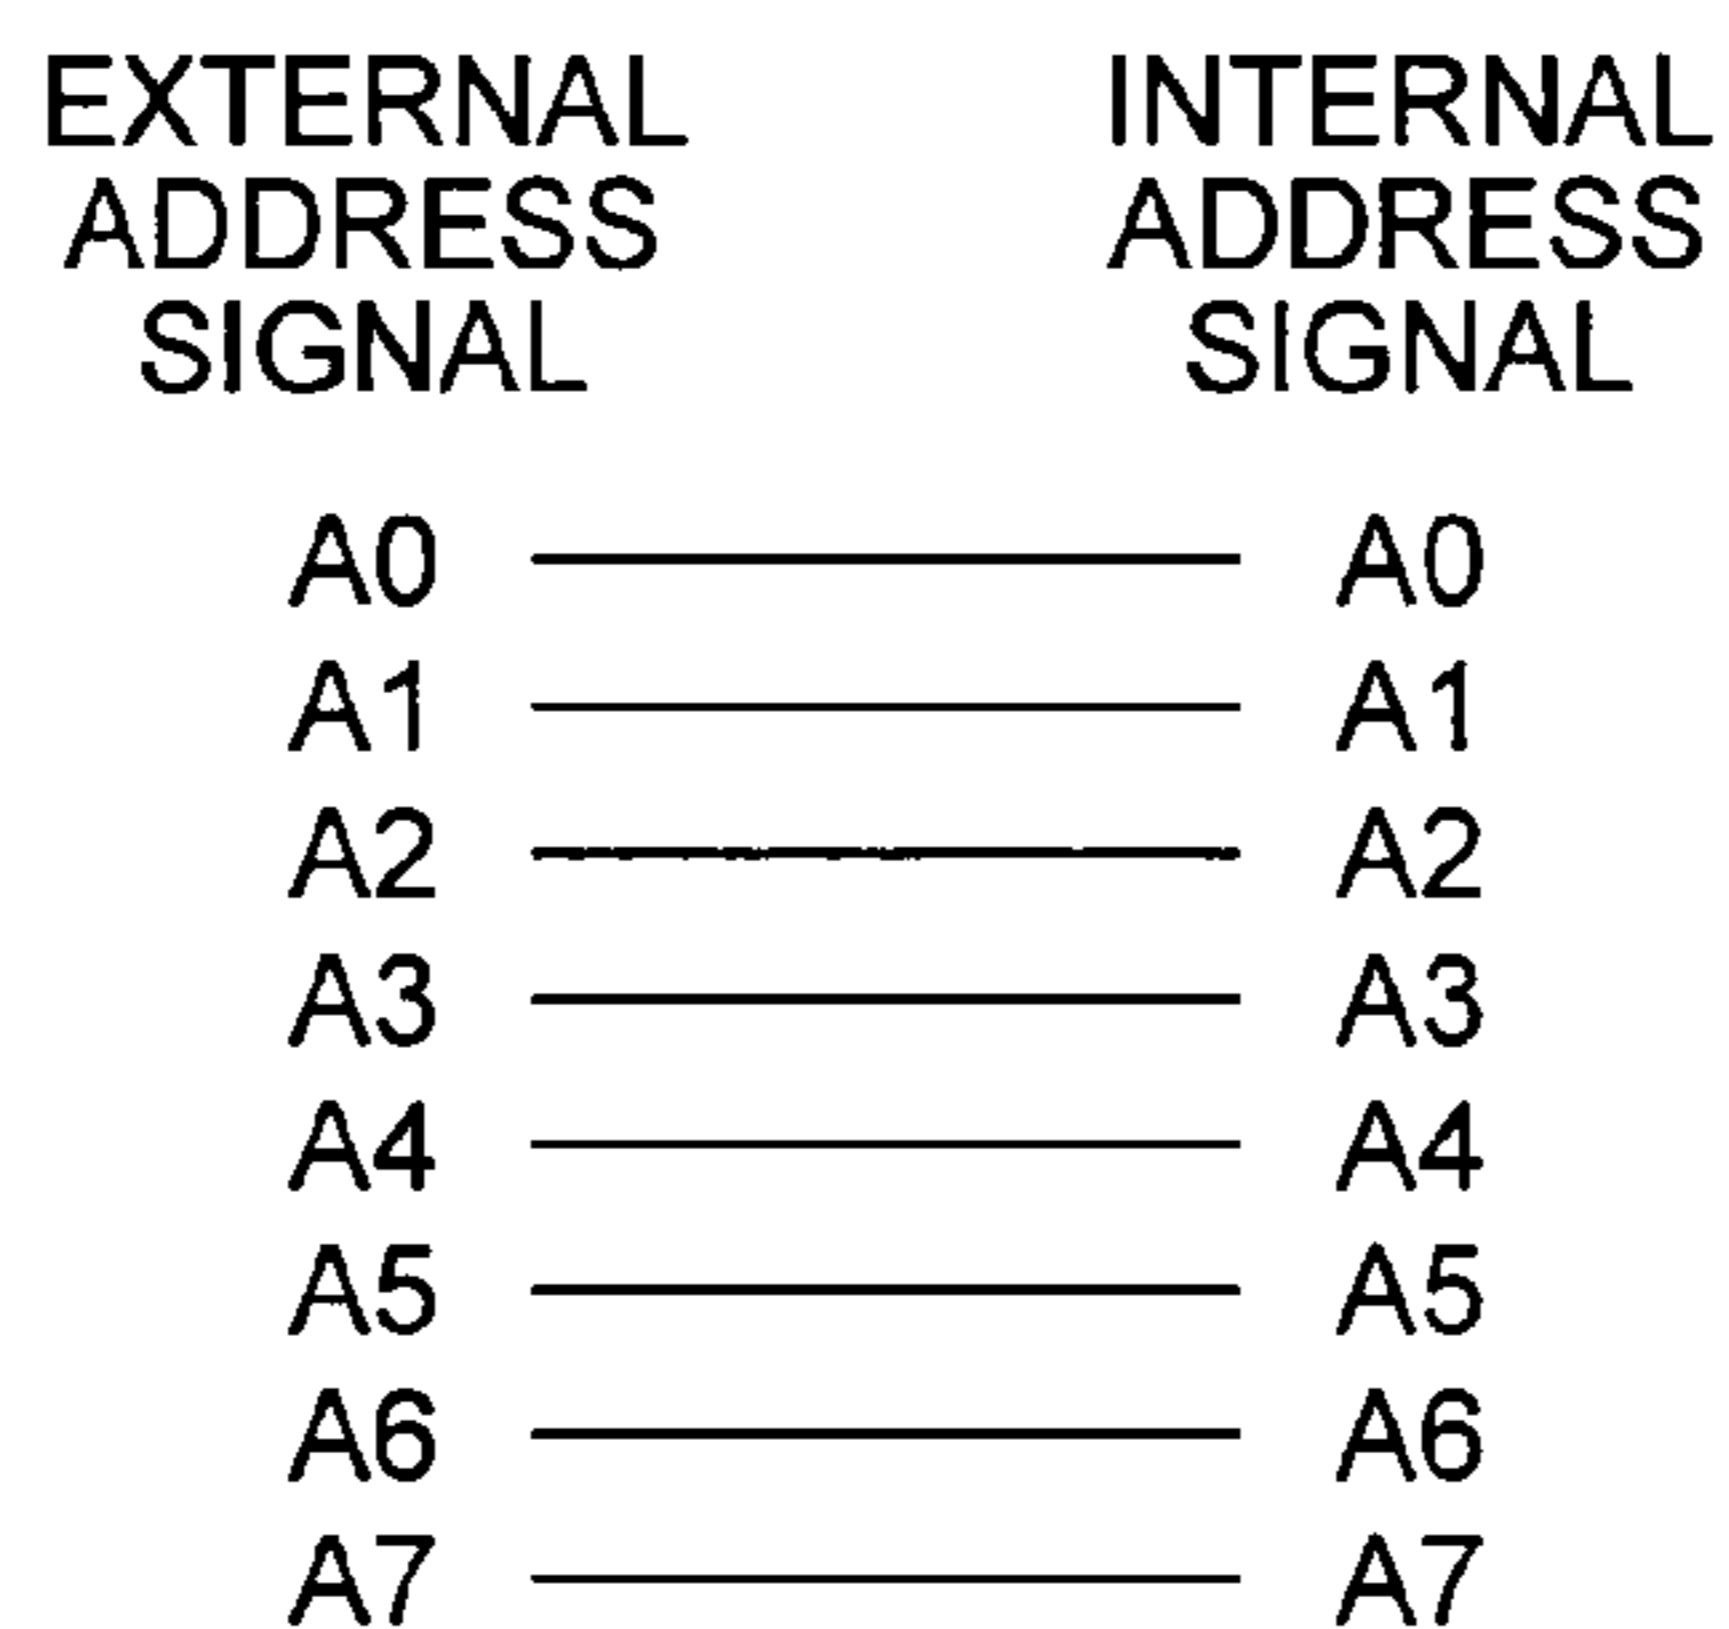 EXTERNAL INTERNAL
ADDRESS ADDRESS
SIGNAL SIGNAL
A0 A0
A1 A1
A2 A2
A3 A3
A4 A4
A5 A5
A6 A6
A7 A7